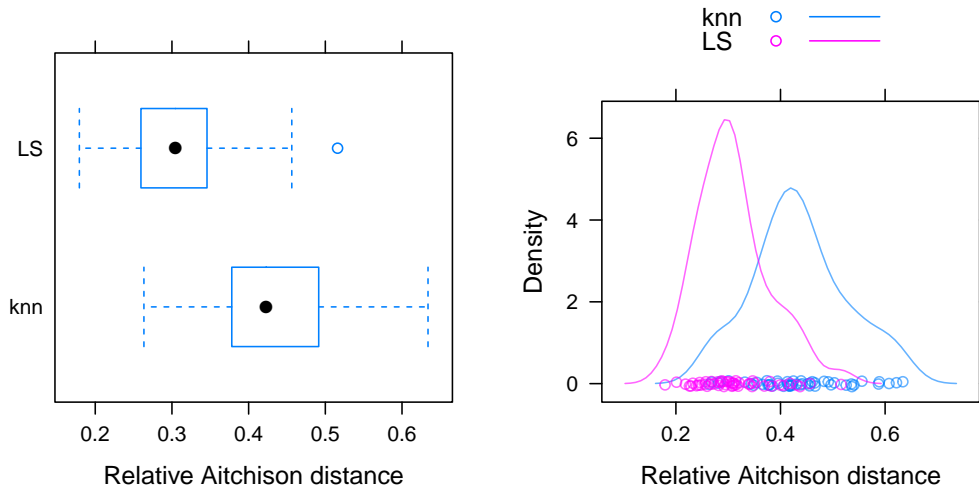 LS
knn
0.2 0.3 0.4 0.5 0.6
Relative Aitchison distance
knn
LS
Density
6
4
2
0
0.2 0.4 0.6
Relative Aitchison distance